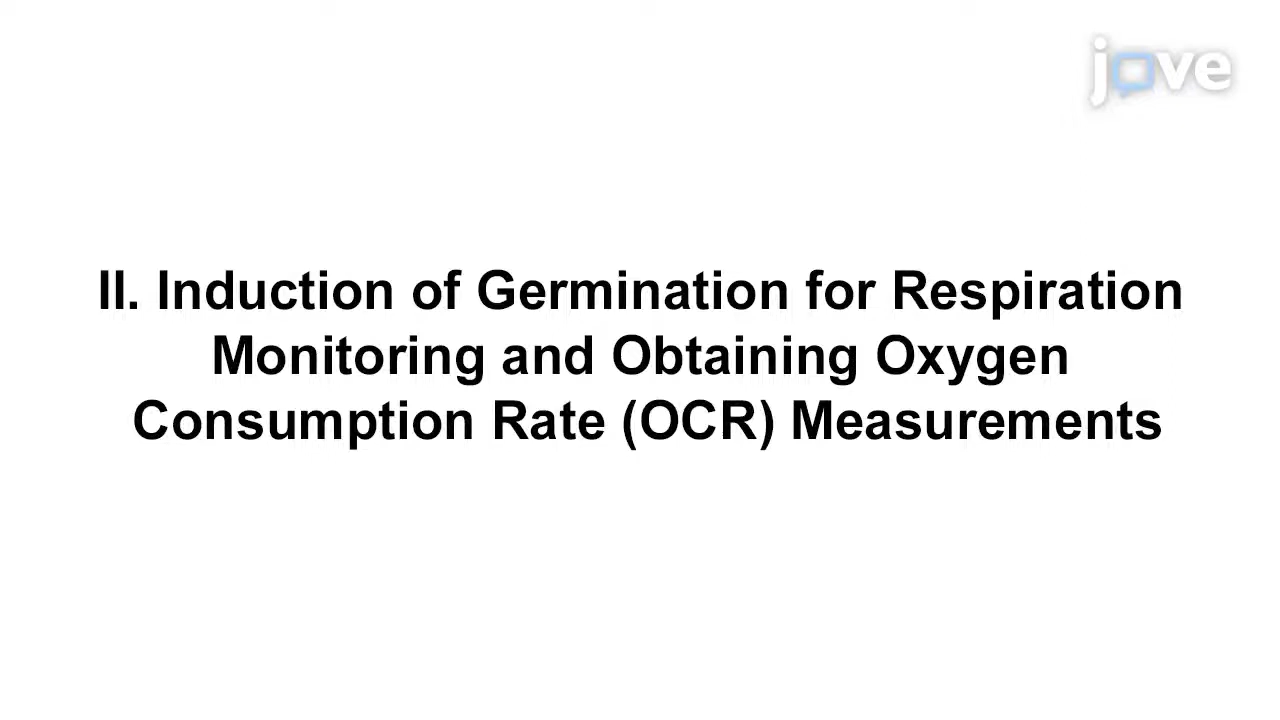 jove
II. Induction of Germination for Respiration
Monitoring and Obtaining Oxygen
Consumption Rate (OCR) Measurements